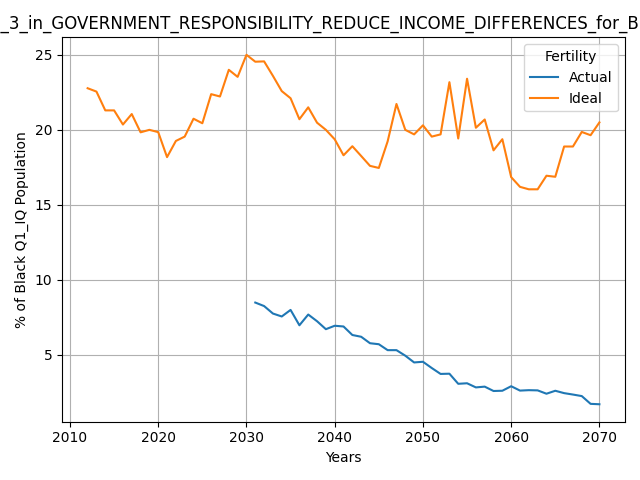 _3_in_GOVERNMENT_RESPONSIBILITY_REDUCE_INCOME_DIFFERENCES_for_B
Fertility
Actual
Ideal
25
20
15
10
5
% of Black Q1_IQ Population
2010 2020 2030 2040 2050 2060 2070
Years